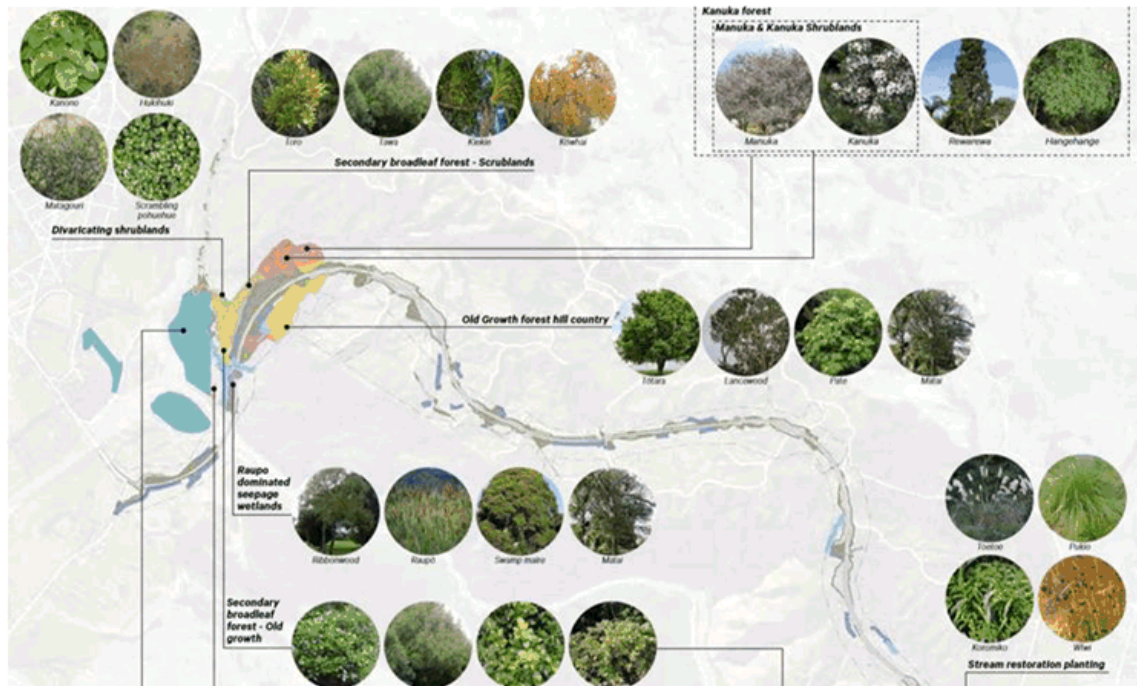 Kanuka forest
Manuka & Kanuka Shrublands
Kanono
Hukihuki
Toro
Tawa
Kiekie
Kowhai
Manuka
Kanuka
Rewarewa
Hangehange
Secondary broadleaf forest - Scrublands
Matagouri
Scrambling
pohuehue
Divaricating shrublands
Old Growth forest hill country
Totara
Lancewood
Pate
Matai
Raupo
dominated
seepage
wetlands
Ribbonwood
Raupō
Swamp maire
Matai
Toetoe
Pukio
Secondary
broadleaf
forest - Old
growth
Koromiko
Wiwi
Stream restoration planting